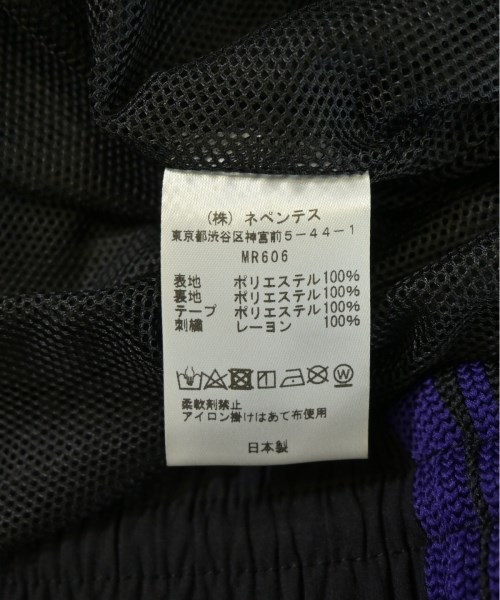 (株)ネペンテス
東京都渋谷区神宮前5-44-1
MR606
表地 ポリエステル100%
裏地 ポリエステル100%
テープ ポリエステル100%
刺繍 レーヨン 100%
柔軟剤禁止
アイロン掛けはあて布使用
日本製